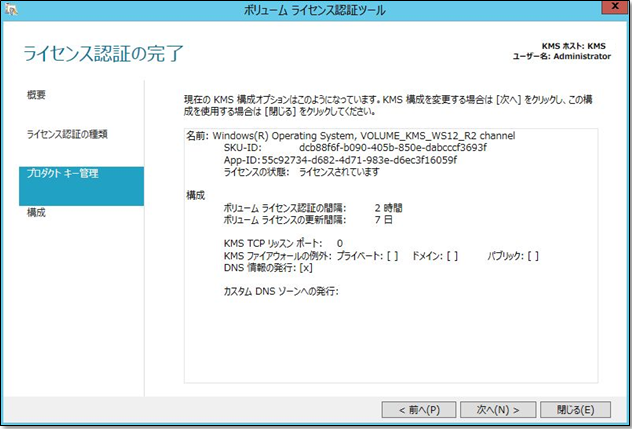 ボリューム ライセンス認証ツール
x
ライセンス認証の完了
KMS ホスト: KMS
ユーザー名: Administrator
概要
ライセンス認証の種類
プロダクト キー管理
構成
現在の KMS 構成オプションはこのようになっています。KMS 構成を変更する場合は [次へ] をクリックし、この構
成を使用する場合は [閉じる] をクリックしてください。
名前: Windows(R) Operating System, VOLUME_KMS_WS12_R2 channel
SKU-ID: dcb88f6f-b090-405b-850e-dabcccf3693f
App-ID:55c92734-d682-4d71-983e-d6ec3f16059f
ライセンスの状態: ライセンスされています
構成
ボリューム ライセンス認証の間隔: 2 時間
ボリューム ライセンスの更新間隔: 7 日
KMS TCP リッスン ポート: 0
KMS ファイアウォールの例外: プライベート: [ ] ドメイン: [ ] パブリック: [ ]
DNS 情報の発行: [x]
カスタム DNS ゾーンへの発行:
< 前へ(P)
次へ(N) >
閉じる(E)